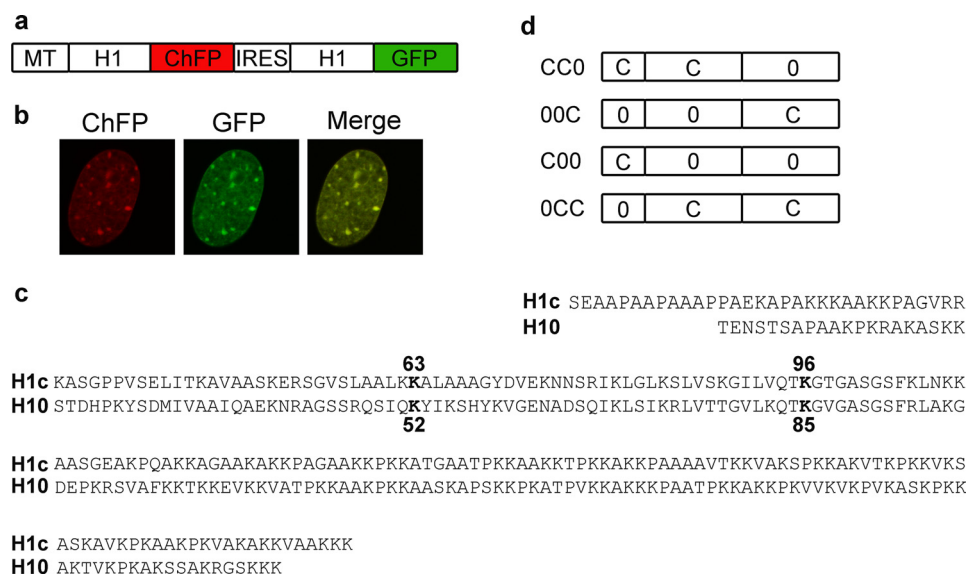 a
MT H1 ChFP IRES H1 GFP
b
ChFP GFP Merge
c
H1c SEAAPAAPAAAPPAEKAPAKKKAAKKPAGVRR
H10 TENSTSAPAAKPKRAKASKK
63 96
H1c KASGPPVSELITKAVAASKERSGVSLAALKKALAAAGYDVEKNNSRIKLGLKSLVSKGILVQTKGTGASGSFKLNKK
H10 STDHPKYSDMIVAAIQAEKNRAGSSRQSIQKYIKSHYKVGENADSQIKLSIKRLVTTGVLKQTKGVGASGSFRLAKG
52 85
H1c AASGEAKPQAKKAGAAKAKKPAGAAKKPKKATGAATPKKAAKKTPKKAKKPAAAAVTKKVAKSPKKAKVTKPKKVKS
H10 DEPKRSVAFKKTKKEVKKVATPKKAAKPKKAASKAPSKKPKATPVKKAKKKPAATPKKAKKPKVVKVKPVKASKPKK
H1c ASKAVKPKAAKPKVAKAKKVAAKKK
H10 AKTVKPKAKSSAKRGSKKK
d
CC0 C C 0
00C 0 0 C
C00 C 0 0
0CC 0 C C